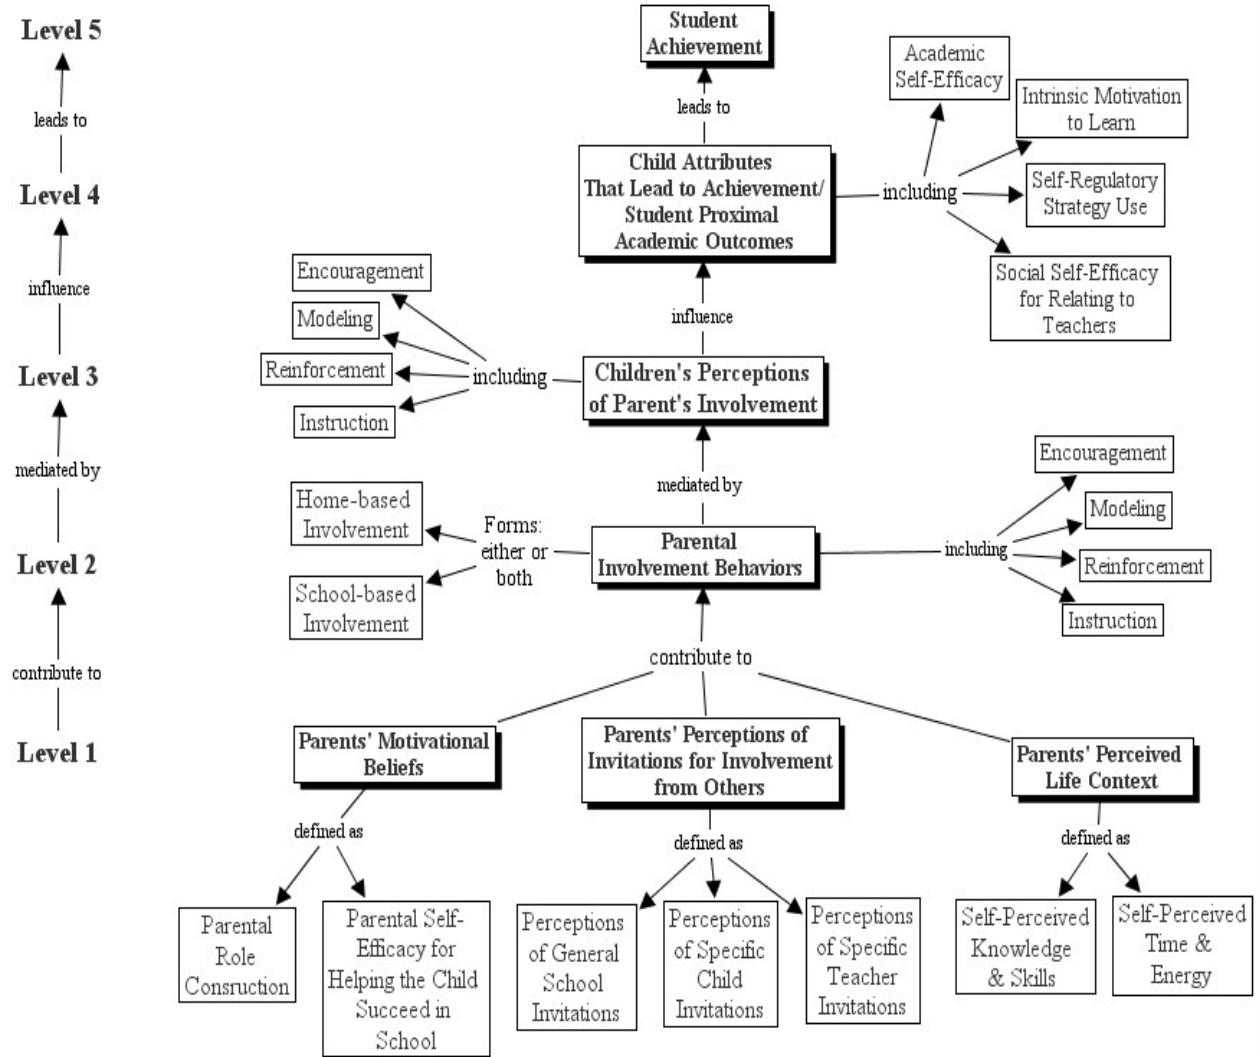 Level 5
leads to
Level 4
influence
Level 3
mediated by
Level 2
contribute to
Level 1
Student
Achievement
leads to
Child Attributes
That Lead to Achievement/
Student Proximal
Academic Outcomes
including
Academic
Self-Efficacy
Intrinsic Motivation
to Learn
Self-Regulatory
Strategy Use
Social Self-Efficacy
for Relating to
Teachers
influence
Children's Perceptions
of Parent's Involvement
including
Encouragement
Modeling
Reinforcement
Instruction
mediated by
Parental
Involvement Behaviors
Forms:
either or
both
Home-based
Involvement
School-based
Involvement
including
Encouragement
Modeling
Reinforcement
Instruction
contribute to
Parents' Motivational
Beliefs
defined as
Parental
Role
Consruction
Parental Self-
Efficacy for
Helping the Child
Succeed in
School
Parents' Perceptions of
Invitations for Involvement
from Others
defined as
Perceptions
of General
School
Invitations
Perceptions
of Specific
Child
Invitations
Perceptions
of Specific
Teacher
Invitations
Parents' Perceived
Life Context
defined as
Self-Perceived
Knowledge
& Skills
Self-Perceived
Time &
Energy